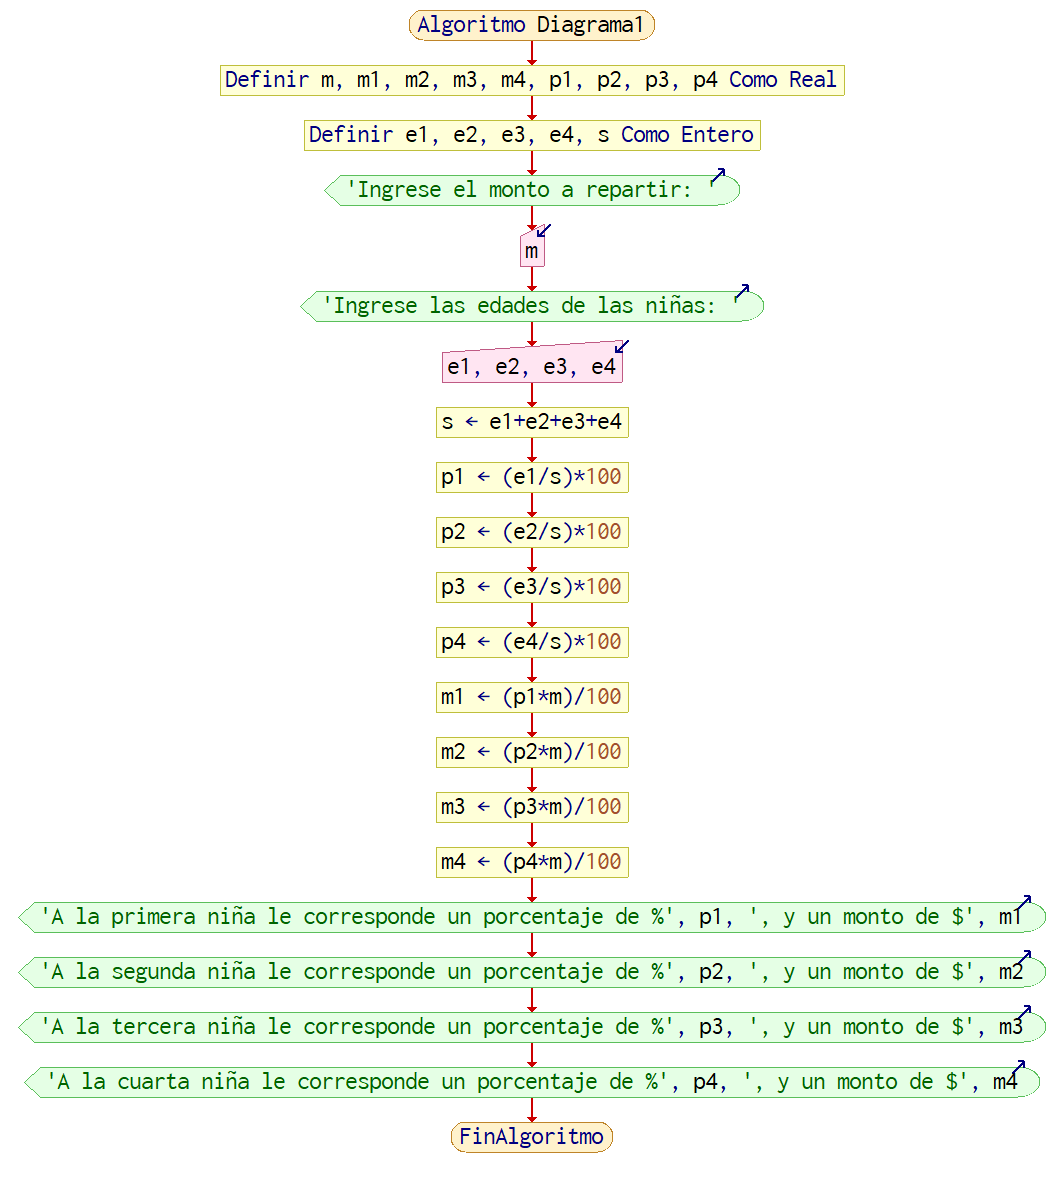 Algoritmo Diagrama1
Definir m, m1, m2, m3, m4, p1, p2, p3, p4 Como Real
Definir e1, e2, e3, e4, s Como Entero
'Ingrese el monto a repartir: '
m
'Ingrese las edades de las niñas: '
e1, e2, e3, e4
s ← e1+e2+e3+e4
p1 ← (e1/s)*100
p2 ← (e2/s)*100
p3 ← (e3/s)*100
p4 ← (e4/s)*100
m1 ← (p1*m)/100
m2 ← (p2*m)/100
m3 ← (p3*m)/100
m4 ← (p4*m)/100
'A la primera niña le corresponde un porcentaje de %', p1, ', y un monto de $', m1
'A la segunda niña le corresponde un porcentaje de %', p2, ', y un monto de $', m2
'A la tercera niña le corresponde un porcentaje de %', p3, ', y un monto de $', m3
'A la cuarta niña le corresponde un porcentaje de %', p4, ', y un monto de $', m4
FinAlgoritmo